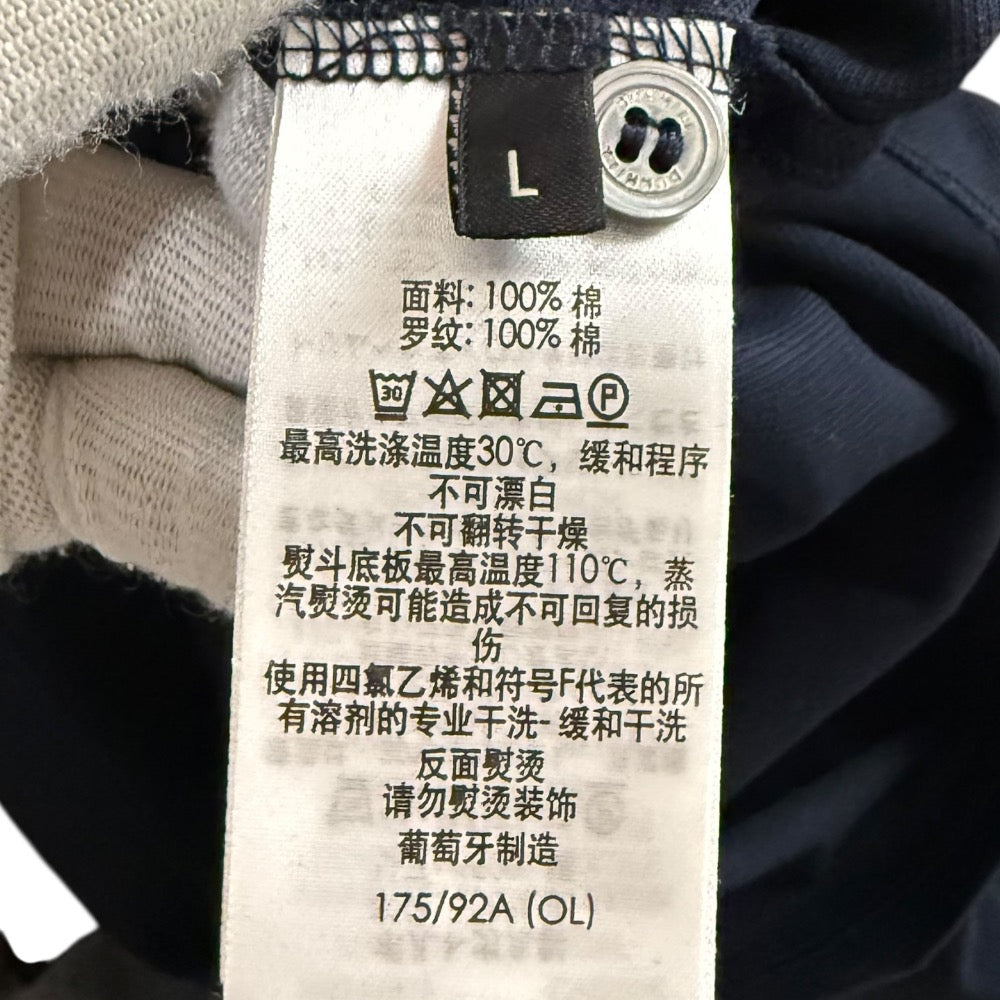 L
面料: 100% 棉
罗纹: 100% 棉
30 P
最高洗涤温度30℃，缓和程序
不可漂白
不可翻转干燥
熨斗底板最高温度110℃，蒸
汽熨烫可能造成不可回复的损
伤
使用四氯乙烯和符号F代表的所
有溶剂的专业干洗- 缓和干洗
反面熨烫
请勿熨烫装饰
葡萄牙制造
175/92A (OL)